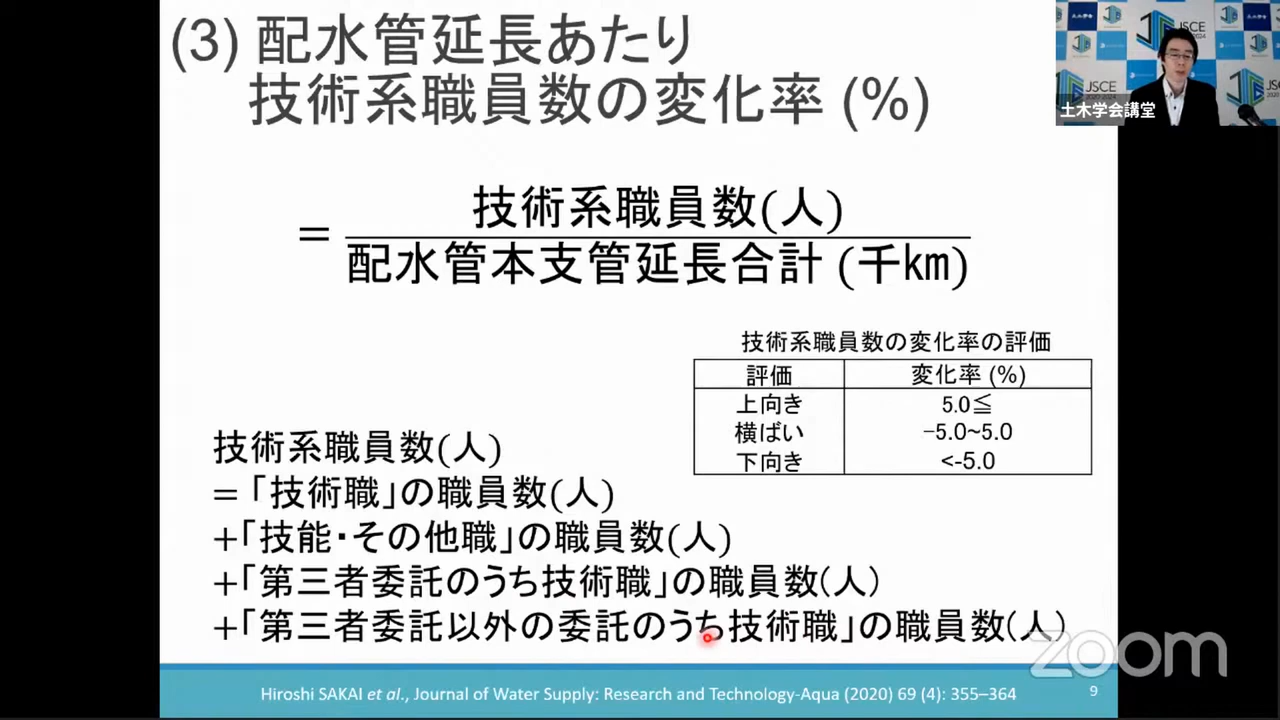 (3) 配水管延長あたり
技術系職員数の変化率 (%)
= 技術系職員数(人)
配水管本支管延長合計 (千㎞)
技術系職員数の変化率の評価
評価 変化率 (%)
上向き 5.0≦
横ばい −5.0~5.0
下向き <-5.0
技術系職員数(人)
=「技術職」の職員数(人)
+「技能・その他職」の職員数(人)
+「第三者委託のうち技術職」の職員数(人)
+「第三者委託以外の委託のうち技術職」の職員数(人)
Hiroshi SAKAI et al., Journal of Water Supply: Research and Technology-Aqua (2020) 69 (4): 355–364
9
JSCE
JSCE
土木学会講堂
zoom